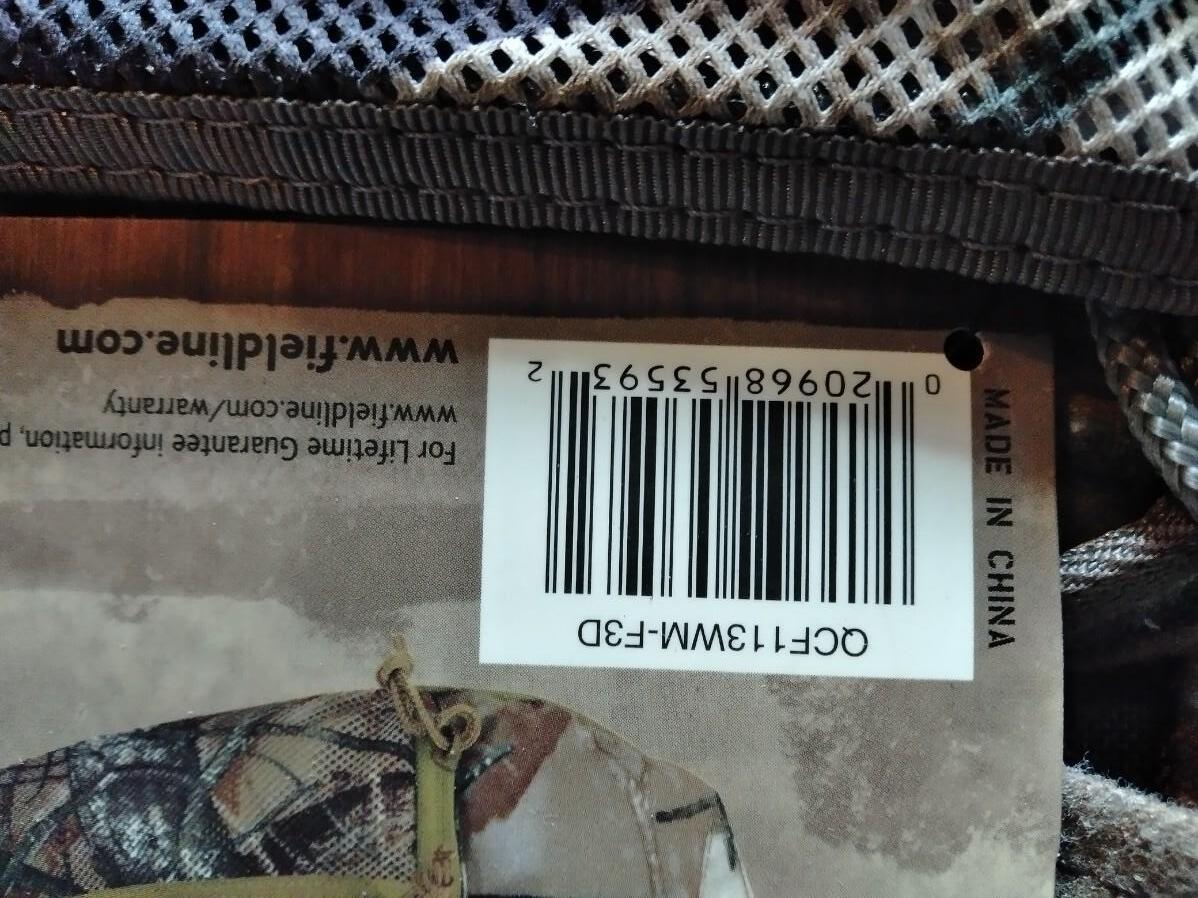 QCF113WM-F3D
0 20968 53593 2
MADE IN CHINA
For Lifetime Guarantee information, p
www.fieldline.com/warranty
www.fieldline.com